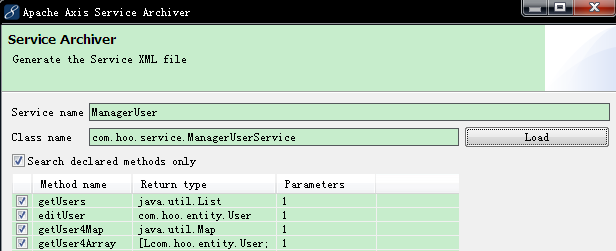 Apache Axis Service Archiver
Service Archiver
Generate the Service XML file
Service name ManagerUser
Class name com.hoo.service.ManagerUserService Load
Search declared methods only
Method name Return type Parameters
getUsers java.util.List 1
editUser com.hoo.entity.User 1
getUser4Map java.util.Map 1
getUser4Array [Lcom.hoo.entity.User; 1